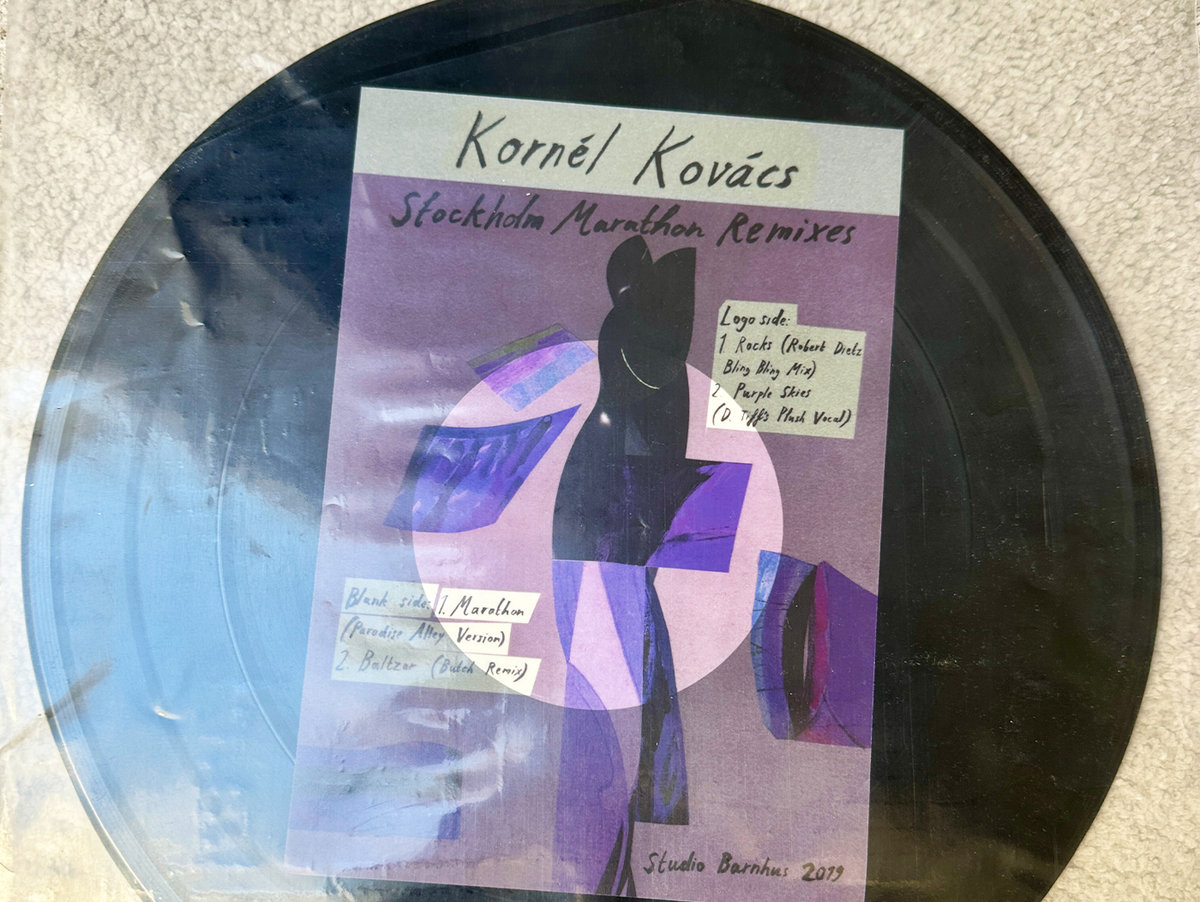 Kornél Kovács
Stockholm Marathon Remixes
Logo side:
1 Rocks (Robert Dietz
Bling Bling Mix)
2. Purple Skies
(D. Tiff's Plush Vocal)
Blank side: 1. Marathon
(Paradise Alley Version)
2. Baltzar (Butch Remix)
Studio Barnhus 2019